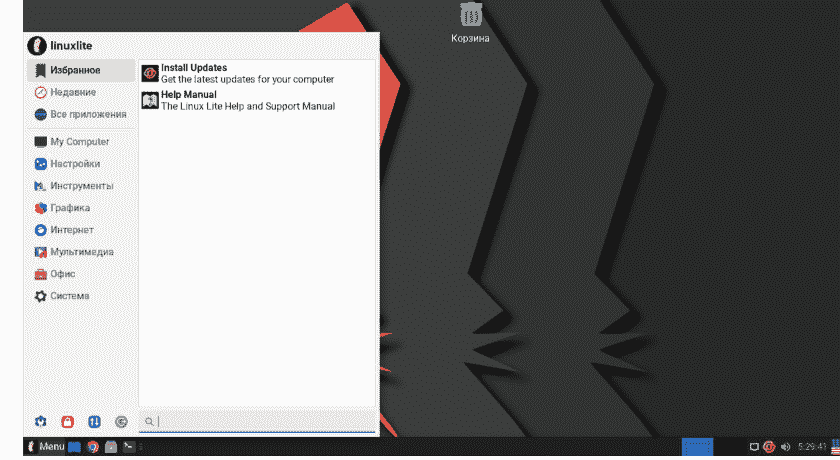 Корзина
linuxlite
Избранное
Недавние
Все приложения
My Computer
Настройки
Инструменты
Графика
Интернет
Мультимедиа
Офис
Система
Install Updates
Get the latest updates for your computer
Help Manual
The Linux Lite Help and Support Manual
Menu
5:29:41